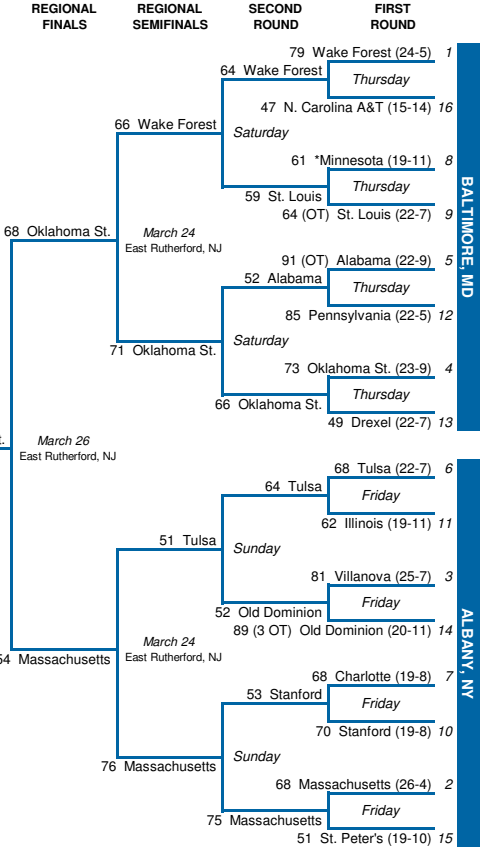 REGIONAL FINALS
REGIONAL SEMIFINALS
SECOND ROUND
FIRST ROUND
79 Wake Forest (24-5) 1
64 Wake Forest
Thursday
47 N. Carolina A&T (15-14) 16
66 Wake Forest
Saturday
61 *Minnesota (19-11) 8
Thursday
59 St. Louis
64 (OT) St. Louis (22-7) 9
68 Oklahoma St.
March 24
East Rutherford, NJ
91 (OT) Alabama (22-9) 5
52 Alabama
Thursday
85 Pennsylvania (22-5) 12
Saturday
71 Oklahoma St.
73 Oklahoma St. (23-9) 4
Thursday
66 Oklahoma St.
49 Drexel (22-7) 13
BALTIMORE, MD
t.
March 26
East Rutherford, NJ
68 Tulsa (22-7) 6
64 Tulsa
Friday
62 Illinois (19-11) 11
51 Tulsa
Sunday
81 Villanova (25-7) 3
Friday
52 Old Dominion
89 (3 OT) Old Dominion (20-11) 14
March 24
East Rutherford, NJ
54 Massachusetts
68 Charlotte (19-8) 7
53 Stanford
Friday
70 Stanford (19-8) 10
Sunday
76 Massachusetts
68 Massachusetts (26-4) 2
Friday
75 Massachusetts
51 St. Peter's (19-10) 15
ALBANY, NY